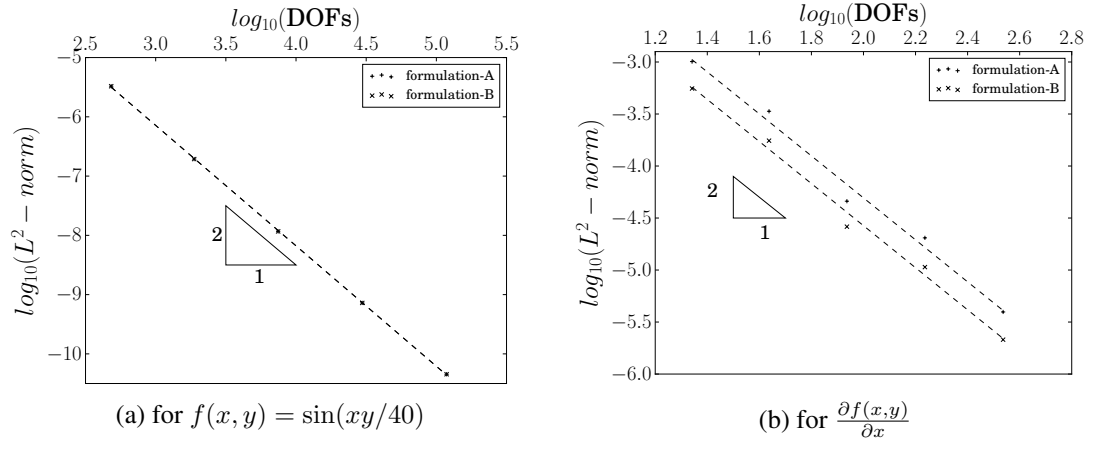 log₁₀(DOFs)
2.5 3.0 3.5 4.0 4.5 5.0 5.5
−5
−6
−7
−8
−9
−10
log₁₀(L² − norm)
formulation-A
formulation-B
2
1
(a) for f(x, y) = sin(xy/40)
log₁₀(DOFs)
1.2 1.4 1.6 1.8 2.0 2.2 2.4 2.6 2.8
−3.0
−3.5
−4.0
−4.5
−5.0
−5.5
−6.0
log₁₀(L² − norm)
formulation-A
formulation-B
2
1
(b) for ∂f(x,y)/∂x